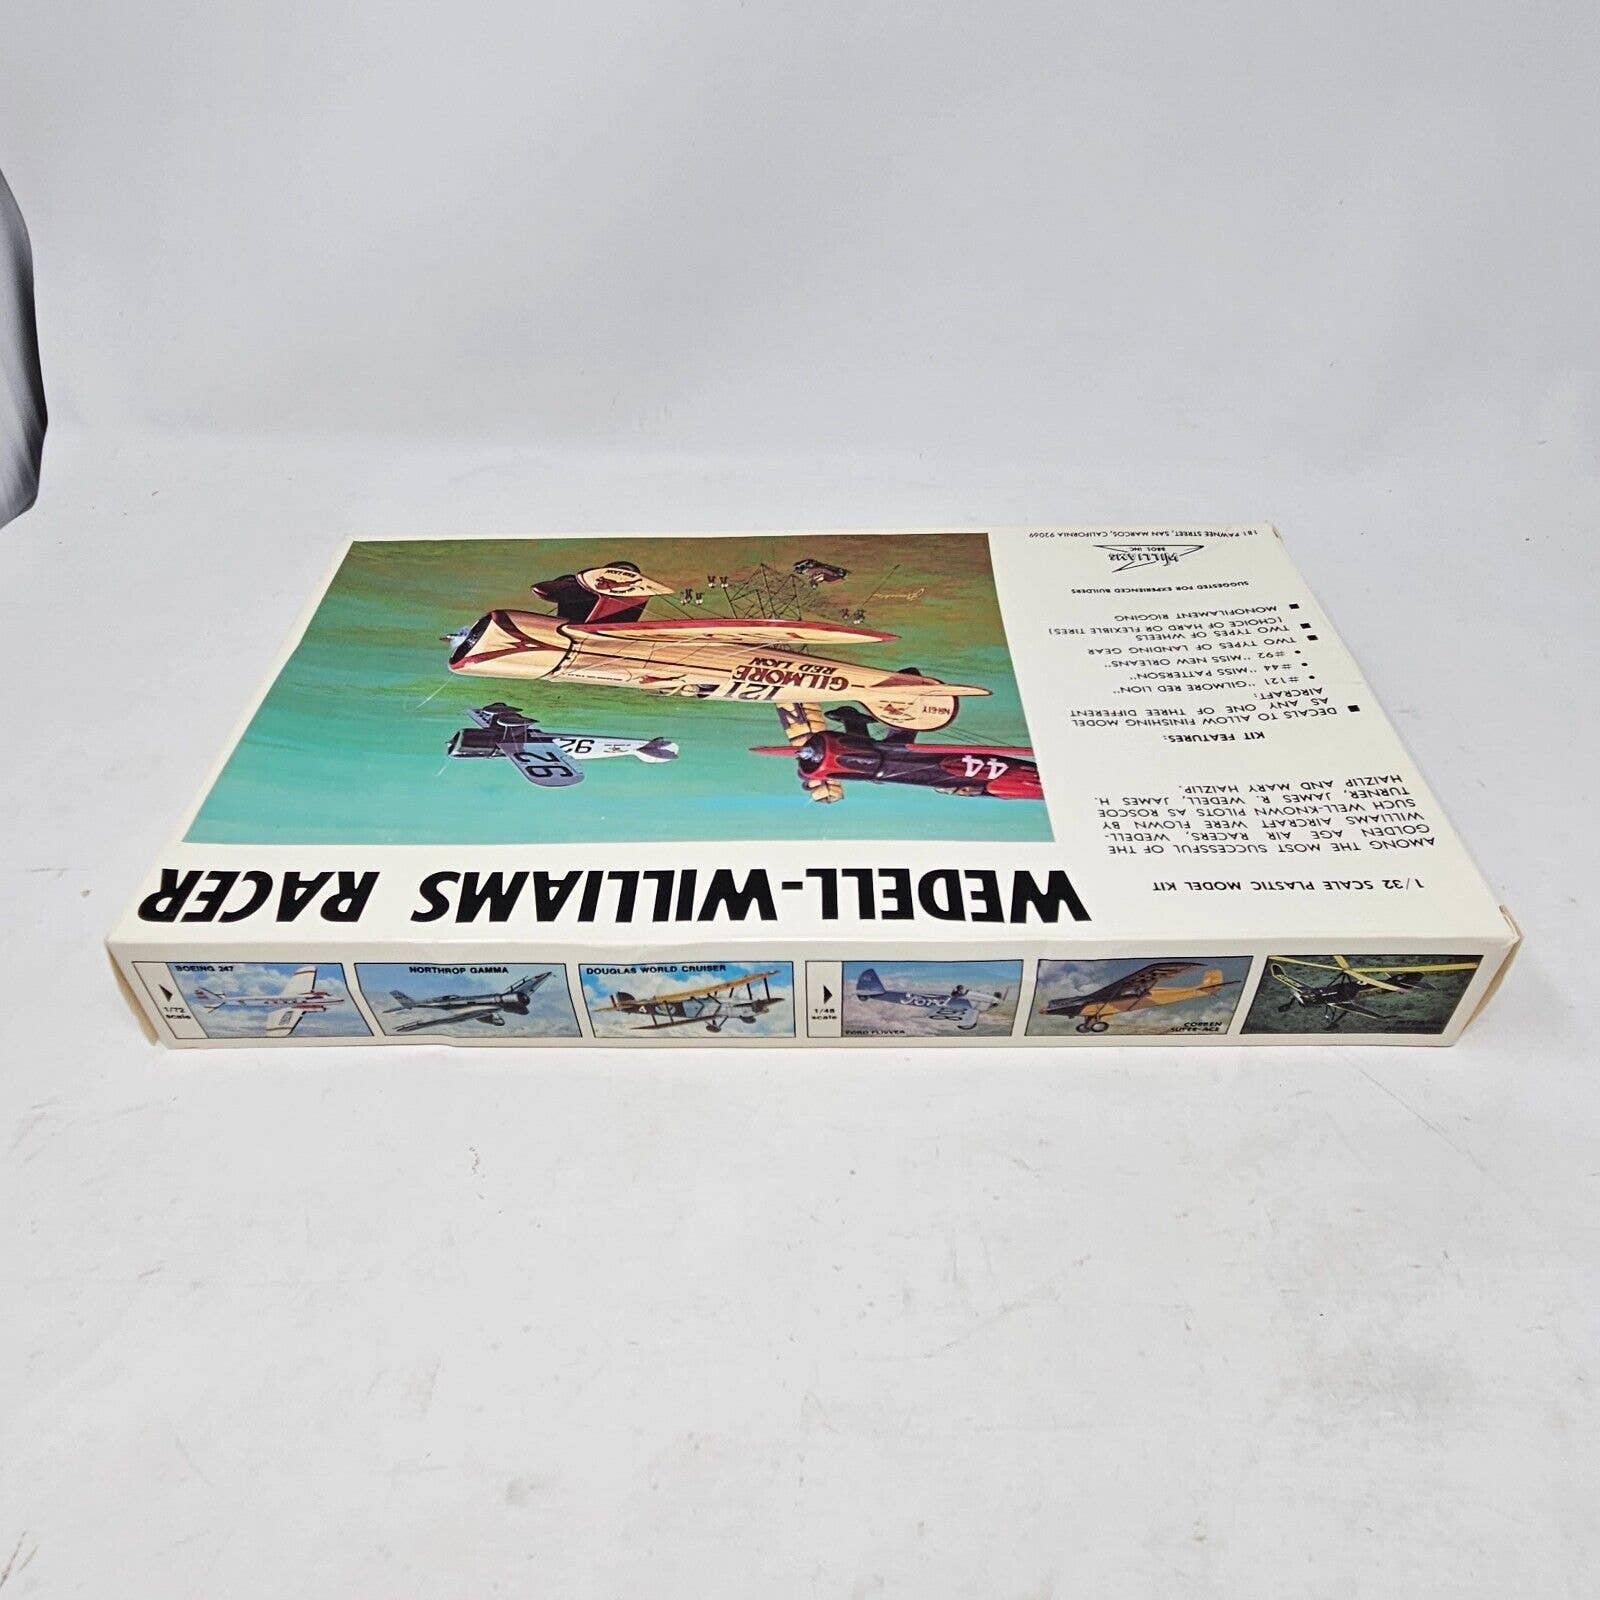 1/32 SCALE PLASTIC MODEL KIT
WEDELL-WILLIAMS RACER
AMONG THE MOST SUCCESSFUL OF THE
GOLDEN AGE AIR RACERS, WEDELL-
WILLIAMS AIRCRAFT WERE FLOWN BY
SUCH WELL-KNOWN PILOTS AS ROSCOE
TURNER, JAMES R. WEDELL, JAMES H.
HAIZLIP AND MARY HAIZLIP.
KIT FEATURES:
■ DECALS TO ALLOW FINISHING MODEL
AS ANY ONE OF THREE DIFFERENT
AIRCRAFT:
• #121 "GILMORE RED LION"
• #44 "MISS PATTERSON"
• #92 "MISS NEW ORLEANS"
■ TWO TYPES OF LANDING GEAR
■ TWO TYPES OF WHEELS
(CHOICE OF HARD OR FLEXIBLE TIRES)
■ MONOFILAMENT RIGGING
SUGGESTED FOR EXPERIENCED BUILDERS
WILLIAMS
BROS. INC.
181 PAWNEE STREET, SAN MARCOS, CALIFORNIA 92069
44
92
92
121
GILMORE
RED LION
NR61Y
1/72
scale
BOEING 247
NORTHROP GAMMA
DOUGLAS WORLD CRUISER
1/48
scale
FORD FLIVVER
CORBEN
SUPER-ACE